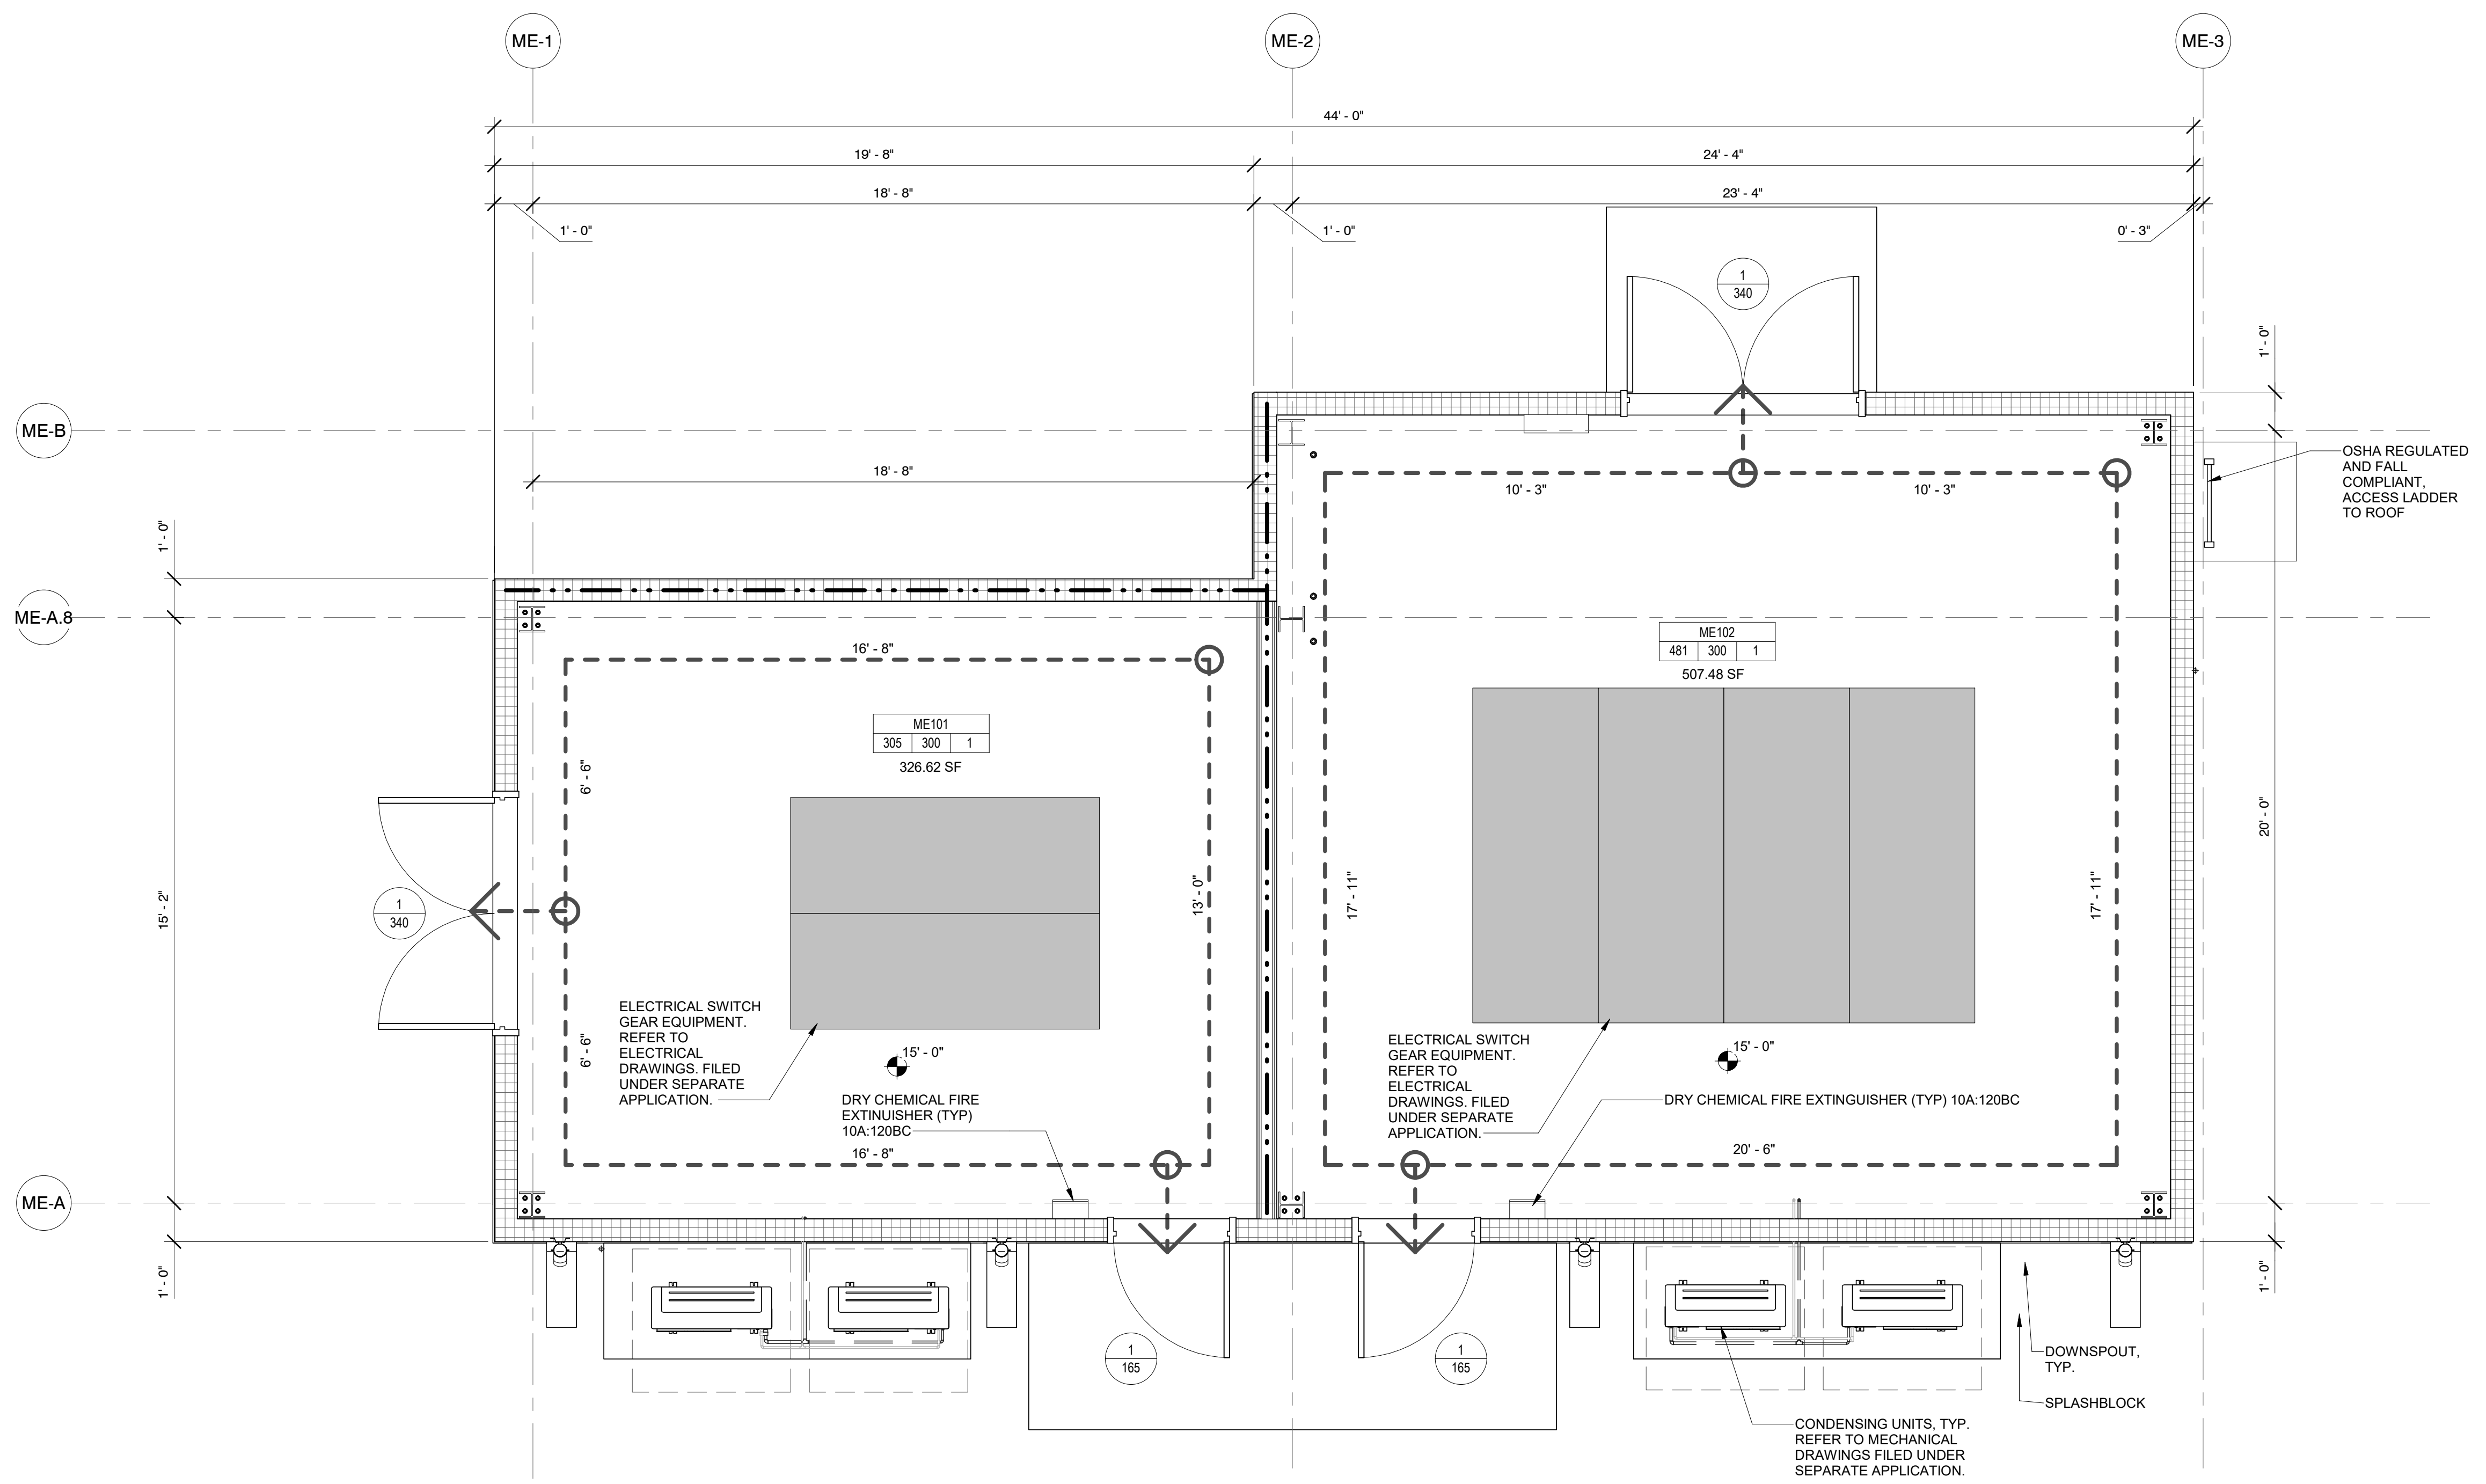 ME-1
ME-2
ME-3
44' - 0"
19' - 8"
24' - 4"
18' - 8"
23' - 4"
1' - 0"
1' - 0"
0' - 3"
1
340
1' - 0"
ME-B
OSHA REGULATED
AND FALL
COMPLIANT,
ACCESS LADDER
TO ROOF
18' - 8"
10' - 3"
10' - 3"
1' - 0"
ME-A.8
16' - 8"
ME102
481 300 1
507.48 SF
ME101
305 300 1
326.62 SF
6' - 6"
20' - 0"
15' - 2"
1
340
13' - 0"
17' - 11"
17' - 11"
ELECTRICAL SWITCH
GEAR EQUIPMENT.
REFER TO
ELECTRICAL
DRAWINGS. FILED
UNDER SEPARATE
APPLICATION.
6' - 6"
15' - 0"
DRY CHEMICAL FIRE
EXTINUISHER (TYP)
10A:120BC
16' - 8"
ELECTRICAL SWITCH
GEAR EQUIPMENT.
REFER TO
ELECTRICAL
DRAWINGS. FILED
UNDER SEPARATE
APPLICATION.
15' - 0"
DRY CHEMICAL FIRE EXTINGUISHER (TYP) 10A:120BC
20' - 6"
ME-A
1' - 0"
1' - 0"
1
165
1
165
DOWNSPOUT,
TYP.
SPLASHBLOCK
CONDENSING UNITS, TYP.
REFER TO MECHANICAL
DRAWINGS FILED UNDER
SEPARATE APPLICATION.